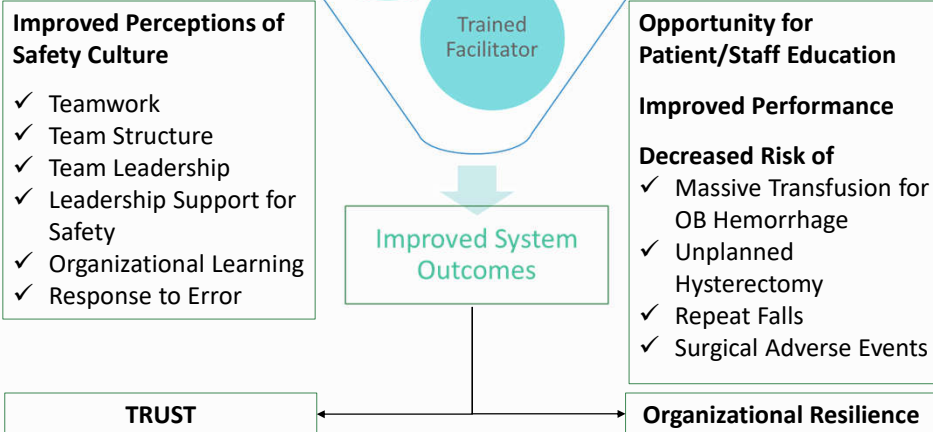 Improved Perceptions of
Safety Culture
✓ Teamwork
✓ Team Structure
✓ Team Leadership
✓ Leadership Support for
Safety
✓ Organizational Learning
✓ Response to Error
Trained
Facilitator
Improved System
Outcomes
Opportunity for
Patient/Staff Education
Improved Performance
Decreased Risk of
✓ Massive Transfusion for
OB Hemorrhage
✓ Unplanned
Hysterectomy
✓ Repeat Falls
✓ Surgical Adverse Events
TRUST
Organizational Resilience